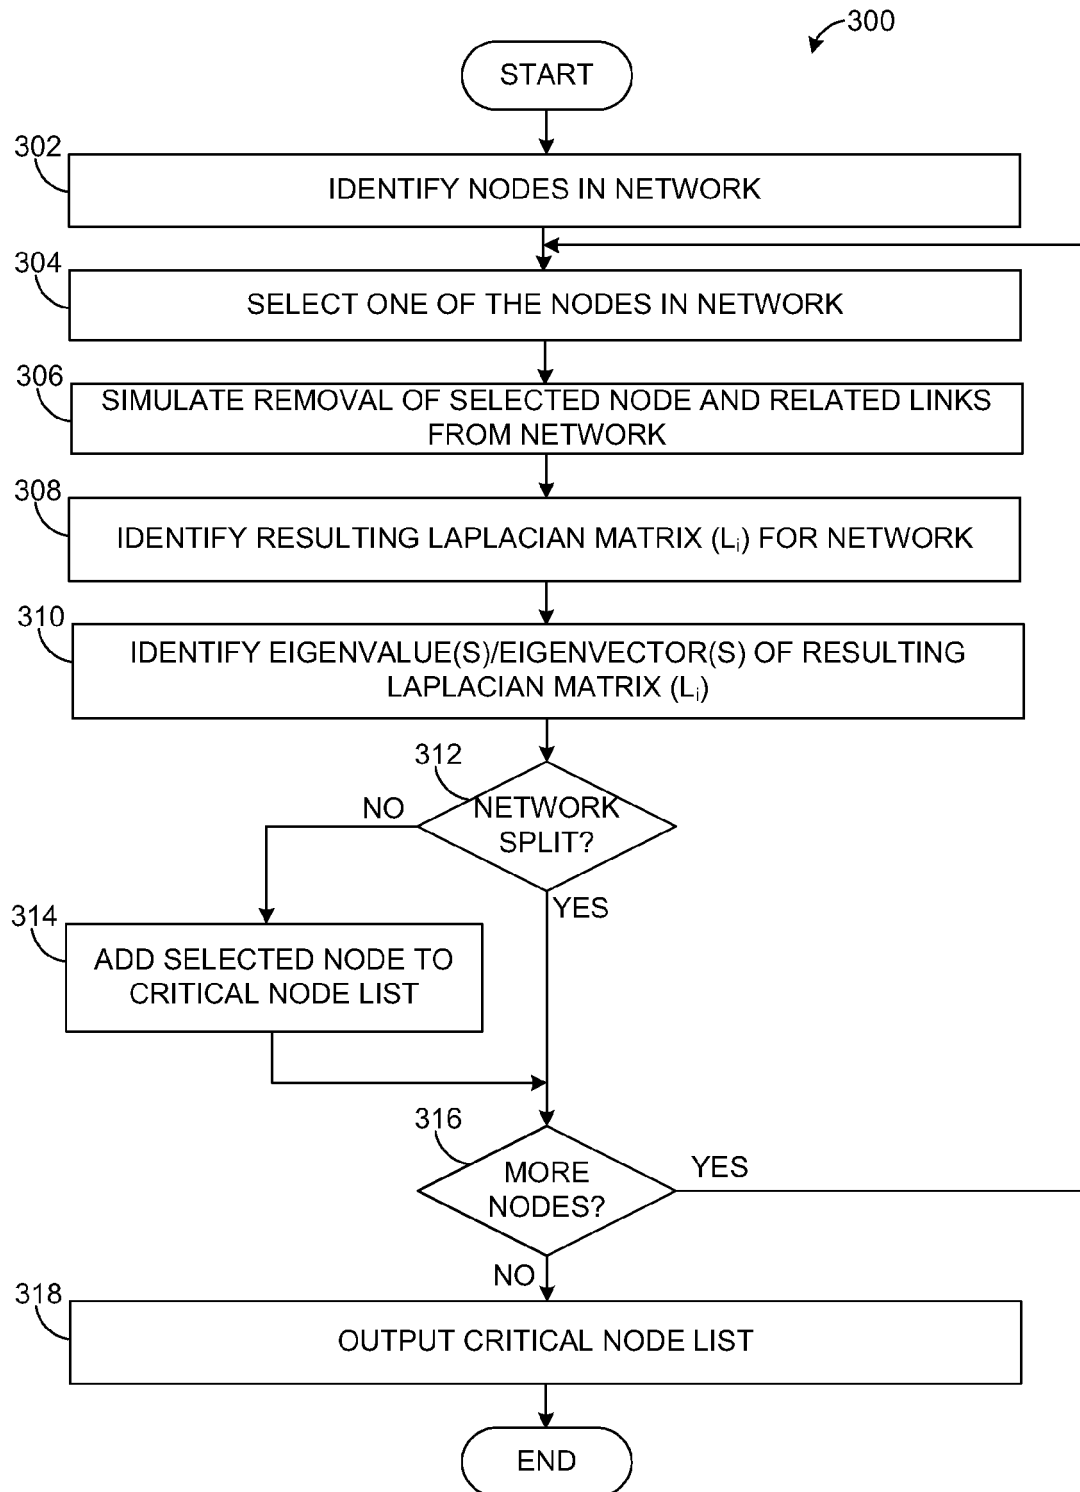 300
START
302
IDENTIFY NODES IN NETWORK
304
SELECT ONE OF THE NODES IN NETWORK
306
SIMULATE REMOVAL OF SELECTED NODE AND RELATED LINKS
FROM NETWORK
308
IDENTIFY RESULTING LAPLACIAN MATRIX (Li) FOR NETWORK
310
IDENTIFY EIGENVALUE(S)/EIGENVECTOR(S) OF RESULTING
LAPLACIAN MATRIX (Li)
312
NETWORK
SPLIT?
NO
YES
314
ADD SELECTED NODE TO
CRITICAL NODE LIST
316
MORE
NODES?
YES
NO
318
OUTPUT CRITICAL NODE LIST
END